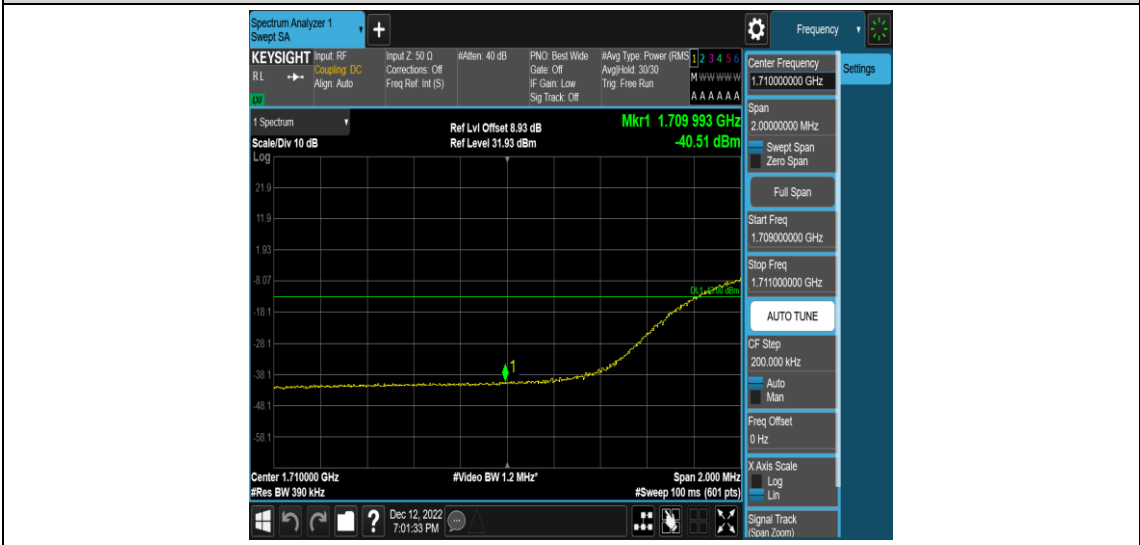 Spectrum Analyzer 1
Swept SA
+
Frequency
KEYSIGHT
RL
LXI
Input: RF
Coupling: DC
Align: Auto
Input Z: 50 Ω
Corrections: Off
Freq Ref: Int (S)
#Atten: 40 dB
PNO: Best Wide
Gate: Off
IF Gain: Low
Sig Track: Off
#Avg Type: Power (RMS
Avg|Hold: 30/30
Trig: Free Run
1 2 3 4 5 6
M W W W W W
A A A A A A
1 Spectrum
Scale/Div 10 dB
Log
Ref Lvl Offset 8.93 dB
Ref Level 31.93 dBm
Mkr1 1.709 993 GHz
-40.51 dBm
21.9
11.9
1.93
-8.07
-18.1
-28.1
-38.1
-48.1
-58.1
1
Center 1.710000 GHz
#Res BW 390 kHz
#Video BW 1.2 MHz*
Span 2.000 MHz
#Sweep 100 ms (601 pts)
Center Frequency
1.710000000 GHz
Settings
Span
2.00000000 MHz
Swept Span
Zero Span
Full Span
Start Freq
1.709000000 GHz
Stop Freq
1.711000000 GHz
AUTO TUNE
CF Step
200.000 kHz
Auto
Man
Freq Offset
0 Hz
X Axis Scale
Log
Lin
Signal Track
(Span Zoom)
?
Dec 12, 2022
7:01:33 PM